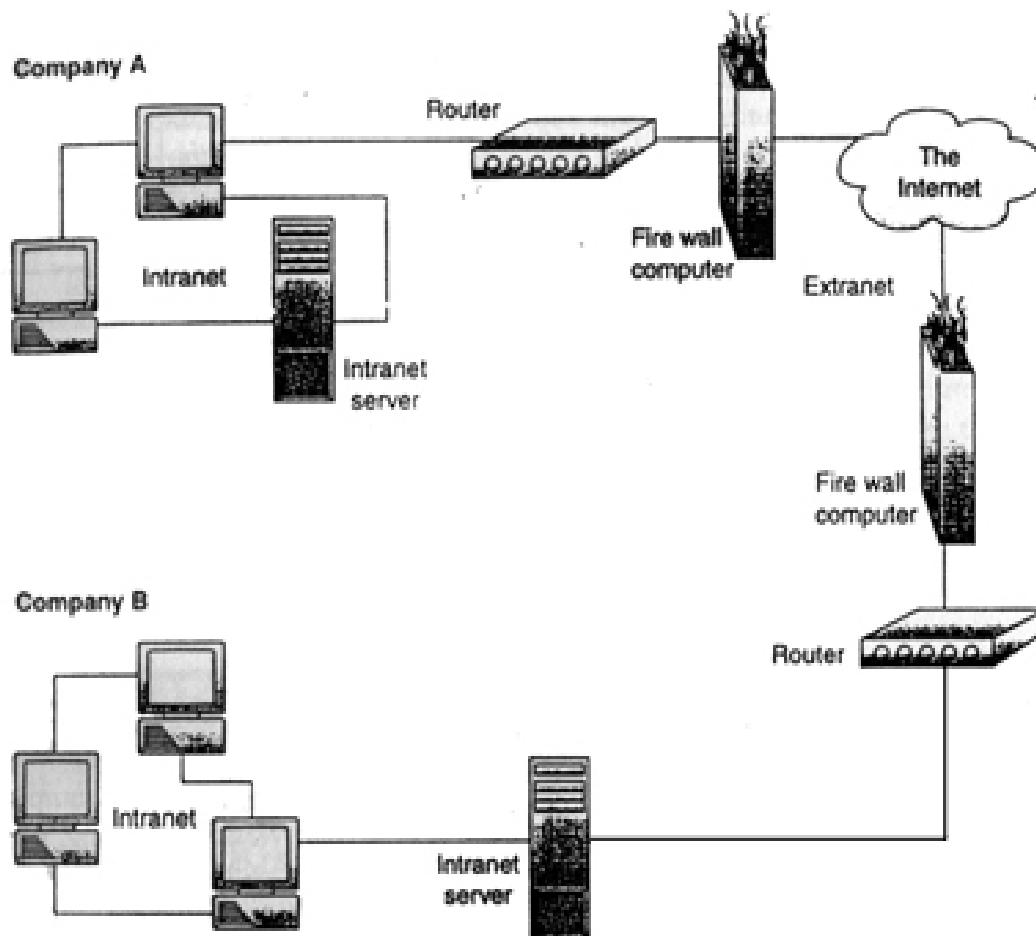 Company A
Router
The
Internet
Fire wall
computer
Intranet
Extranet
Intranet
server
Fire wall
computer
Company B
Router
Intranet
Intranet
server